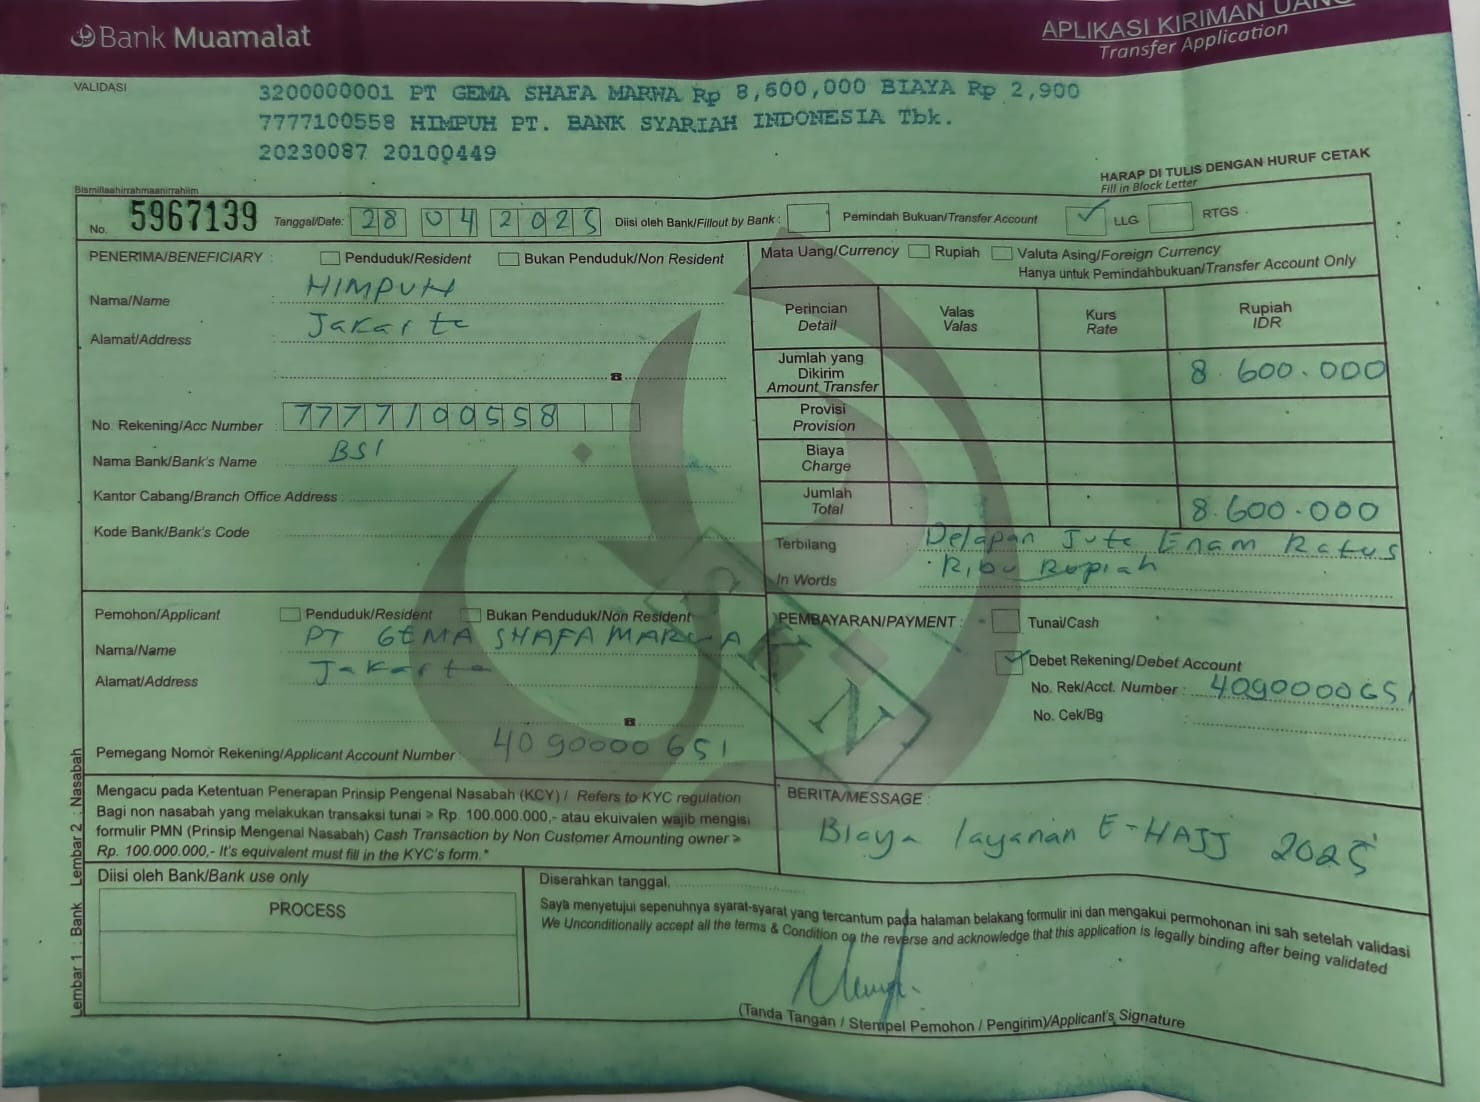 Bank Muamalat
APLIKASI KIRIMAN UANG
Transfer Application
VALIDASI
3200000001 PT GEMA SHAFA MARWA Rp 8,600,000 BIAYA Rp 2,900
7777100558 HIMPUH PT. BANK SYARIAH INDONESIA Tbk.
20230087 20100449
HARAP DI TULIS DENGAN HURUF CETAK
Fill in Block Letter
Bismillaahirrahmaanirrahiim
No. 5967139 Tanggal/Date: 28 04 2025 Diisi oleh Bank/Fillout by Bank : Pemindah Bukuan/Transfer Account ✓ LLG RTGS
PENERIMA/BENEFICIARY : Penduduk/Resident Bukan Penduduk/Non Resident
Nama/Name : HIMPUH
Alamat/Address : Jakarta
No. Rekening/Acc Number : 7777100558
Nama Bank/Bank's Name : BSI
Kantor Cabang/Branch Office Address :
Kode Bank/Bank's Code :
Mata Uang/Currency Rupiah Valuta Asing/Foreign Currency
Hanya untuk Pemindahbukuan/Transfer Account Only
Perincian Detail Valas Valas Kurs Rate Rupiah IDR
Jumlah yang Dikirim Amount Transfer 8.600.000
Provisi Provision
Biaya Charge
Jumlah Total 8.600.000
Terbilang : Delapan Juta Enam Ratus
In Words : Ribu Rupiah
Pemohon/Applicant Penduduk/Resident Bukan Penduduk/Non Resident
Nama/Name : PT GEMA SHAFA MARWA
Alamat/Address : Jakarta
Pemegang Nomor Rekening/Applicant Account Number : 4090000651
PEMBAYARAN/PAYMENT : Tunai/Cash
✓ Debet Rekening/Debet Account
No. Rek/Acct. Number : 4090000651
No. Cek/Bg :
Mengacu pada Ketentuan Penerapan Prinsip Pengenal Nasabah (KCY) / Refers to KYC regulation
Bagi non nasabah yang melakukan transaksi tunai ≥ Rp. 100.000.000,- atau ekuivalen wajib mengisi
formulir PMN (Prinsip Mengenal Nasabah) Cash Transaction by Non Customer Amounting owner ≥
Rp. 100.000.000,- It's equivalent must fill in the KYC's form.*
BERITA/MESSAGE :
Biaya layanan E-HAJJ 2025
Diisi oleh Bank/Bank use only
PROCESS
Diserahkan tanggal,
Saya menyetujui sepenuhnya syarat-syarat yang tercantum pada halaman belakang formulir ini dan mengakui permohonan ini sah setelah validasi
We Unconditionally accept all the terms & Condition on the reverse and acknowledge that this application is legally binding after being validated
(Tanda Tangan / Stempel Pemohon / Pengirim)/Applicant's Signature
Lembar 1 : Bank Lembar 2 : Nasabah